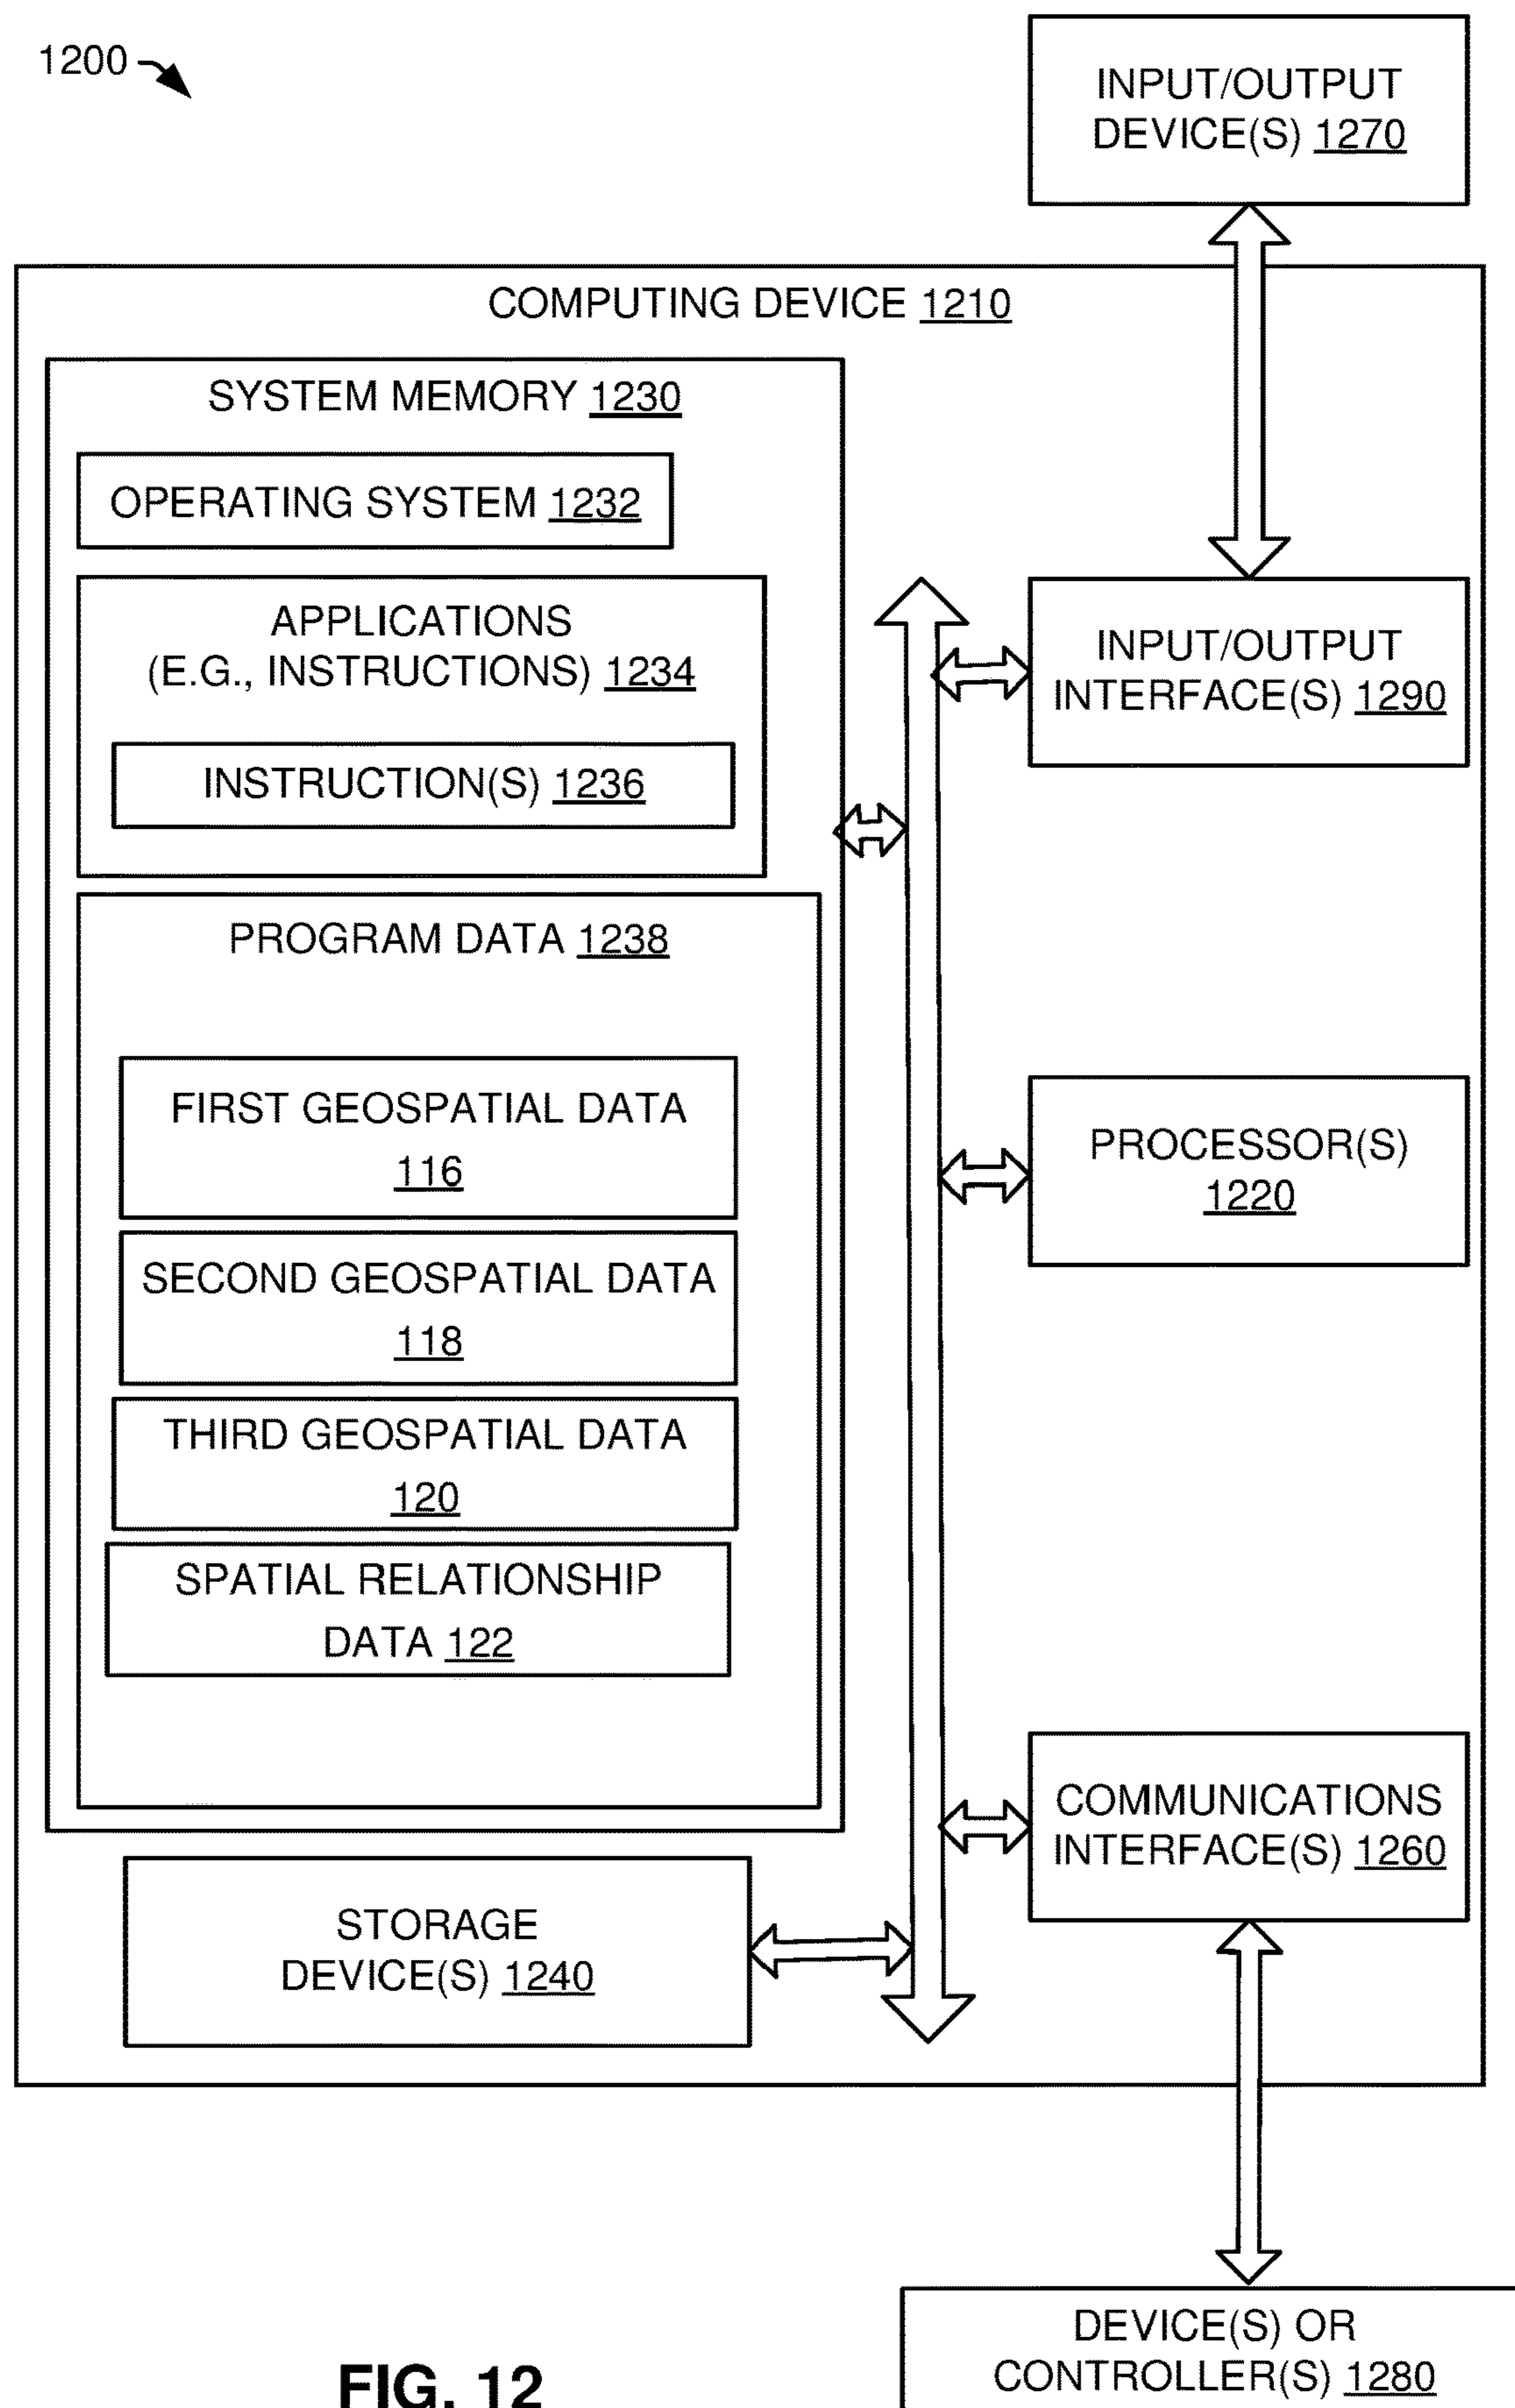 1200
INPUT/OUTPUT
DEVICE(S) 1270
COMPUTING DEVICE 1210
SYSTEM MEMORY 1230
OPERATING SYSTEM 1232
APPLICATIONS
(E.G., INSTRUCTIONS) 1234
INSTRUCTION(S) 1236
PROGRAM DATA 1238
FIRST GEOSPATIAL DATA
116
SECOND GEOSPATIAL DATA
118
THIRD GEOSPATIAL DATA
120
SPATIAL RELATIONSHIP
DATA 122
STORAGE
DEVICE(S) 1240
INPUT/OUTPUT
INTERFACE(S) 1290
PROCESSOR(S)
1220
COMMUNICATIONS
INTERFACE(S) 1260
DEVICE(S) OR
CONTROLLER(S) 1280
FIG. 12